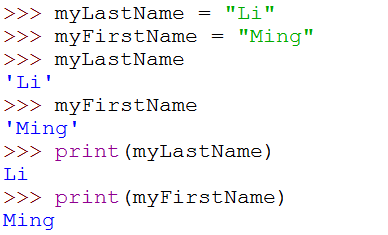 >>> myLastName = "Li"
>>> myFirstName = "Ming"
>>> myLastName
'Li'
>>> myFirstName
'Ming'
>>> print(myLastName)
Li
>>> print(myFirstName)
Ming